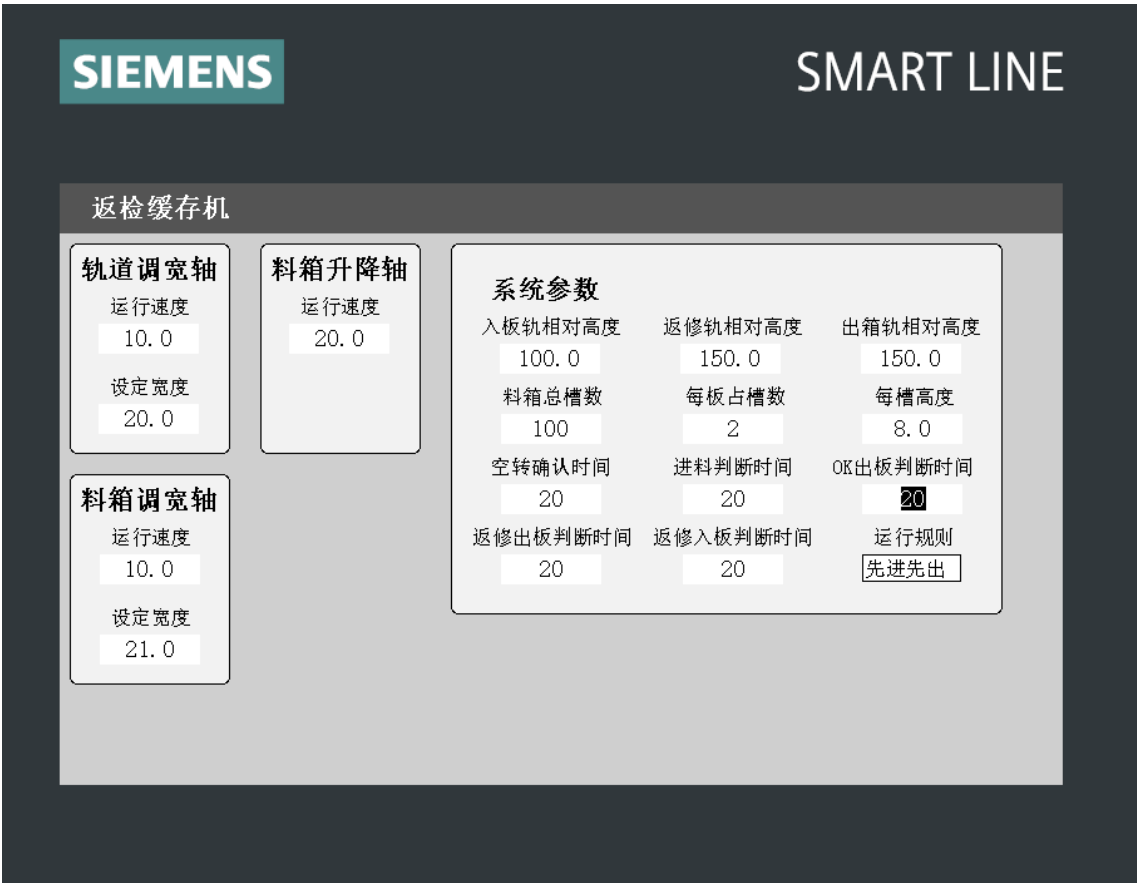 SIEMENS
SMART LINE
返检缓存机
轨道调宽轴
运行速度
10.0
设定宽度
20.0
料箱升降轴
运行速度
20.0
料箱调宽轴
运行速度
10.0
设定宽度
21.0
系统参数
入板轨相对高度 返修轨相对高度 出箱轨相对高度
100.0 150.0 150.0
料箱总槽数 每板占槽数 每槽高度
100 2 8.0
空转确认时间 进料判断时间 OK出板判断时间
20 20 20
返修出板判断时间 返修入板判断时间 运行规则
20 20 先进先出